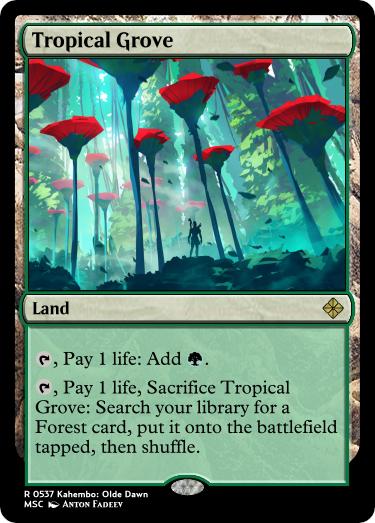 Tropical Grove
Land
, Pay 1 life: Add .
, Pay 1 life, Sacrifice Tropical
Grove: Search your library for a
Forest card, put it onto the battlefield
tapped, then shuffle.
R 0537 Kahembo: Olde Dawn
MSC Anton Fadeev